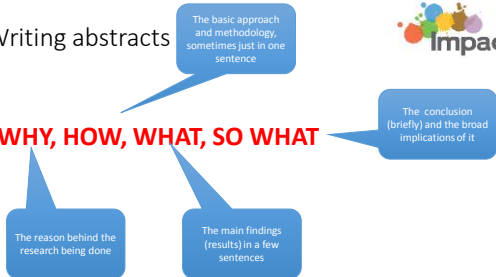 Writing abstracts
The basic approach
and methodology,
sometimes just in one
sentence
WHY, HOW, WHAT, SO WHAT
The conclusion
(briefly) and the broad
implications of it
The reason behind the
research being done
The main findings
(results) in a few
sentences